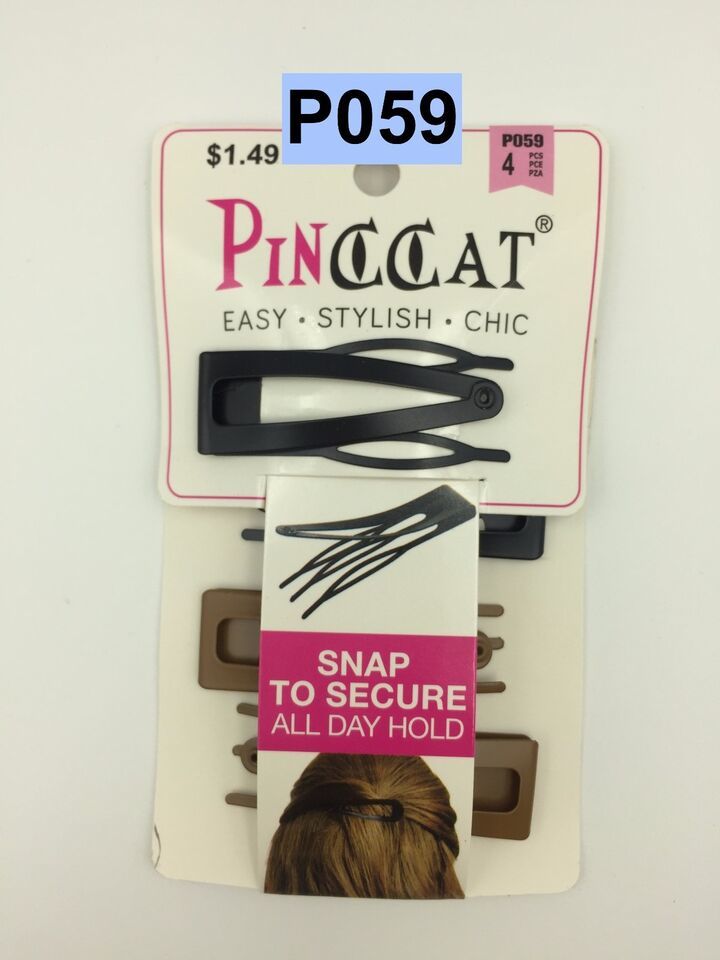 P059
$1.49
P059
4 PCS
PCE
PZA
PINCCAT®
EASY • STYLISH • CHIC
SNAP
TO SECURE
ALL DAY HOLD